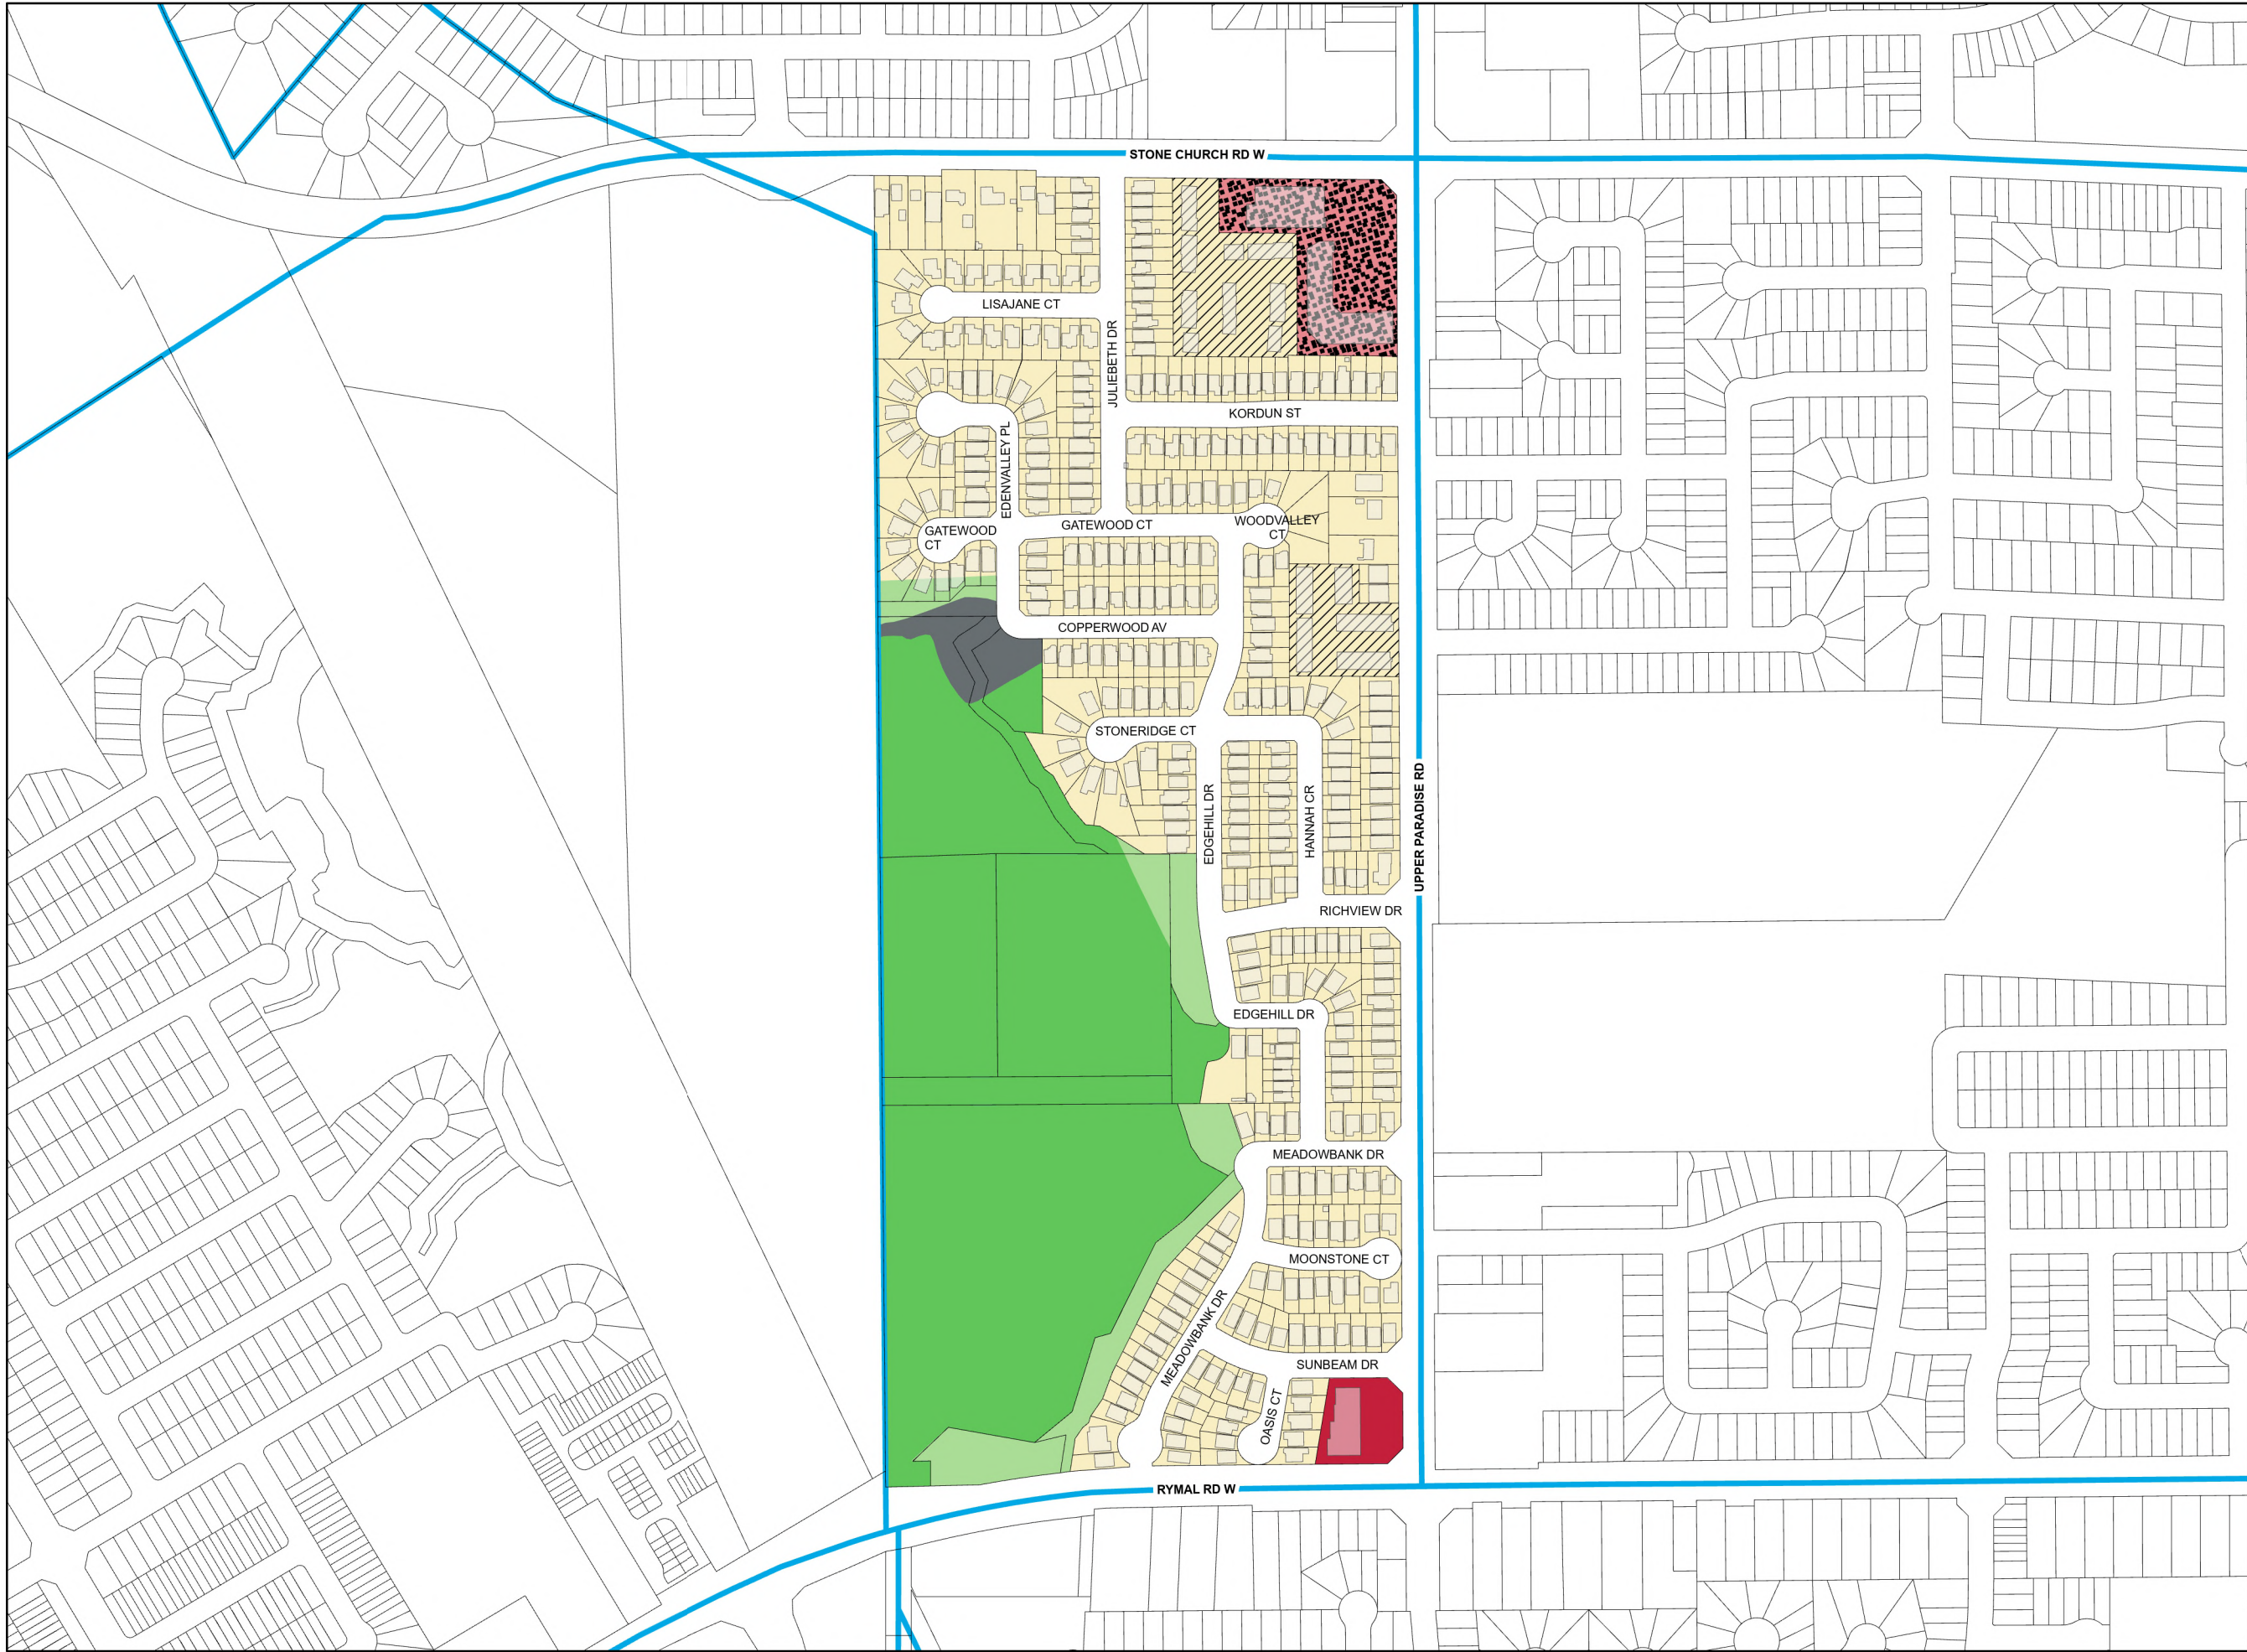 STONE CHURCH RD W
LISAJANE CT
JULIEBETH DR
KORDUN ST
EDENVALLEY PL
GATEWOOD
CT
GATEWOOD CT
WOODVALLEY
CT
COPPERWOOD AV
STONERIDGE CT
EDGEHILL DR
HANNAH CR
UPPER PARADISE RD
RICHVIEW DR
EDGEHILL DR
MEADOWBANK DR
MOONSTONE CT
MEADOWBANK DR
SUNBEAM DR
OASIS CT
RYMAL RD W